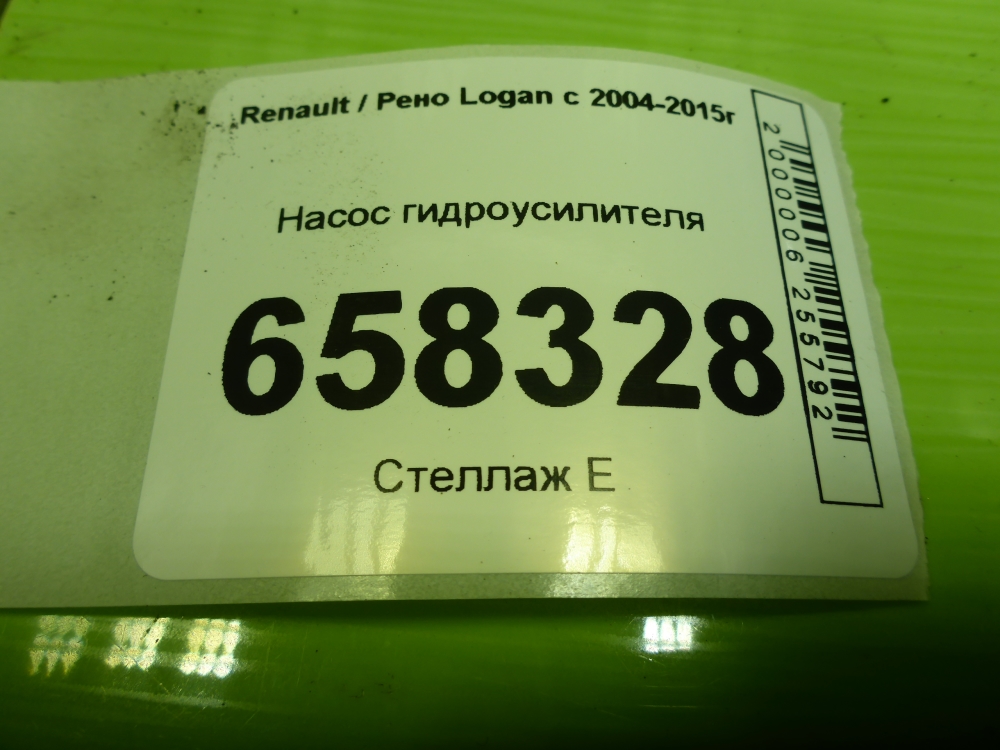 Renault / Рено Logan с 2004-2015г
Насос гидроусилителя
658328
Стеллаж Е
2000006255792